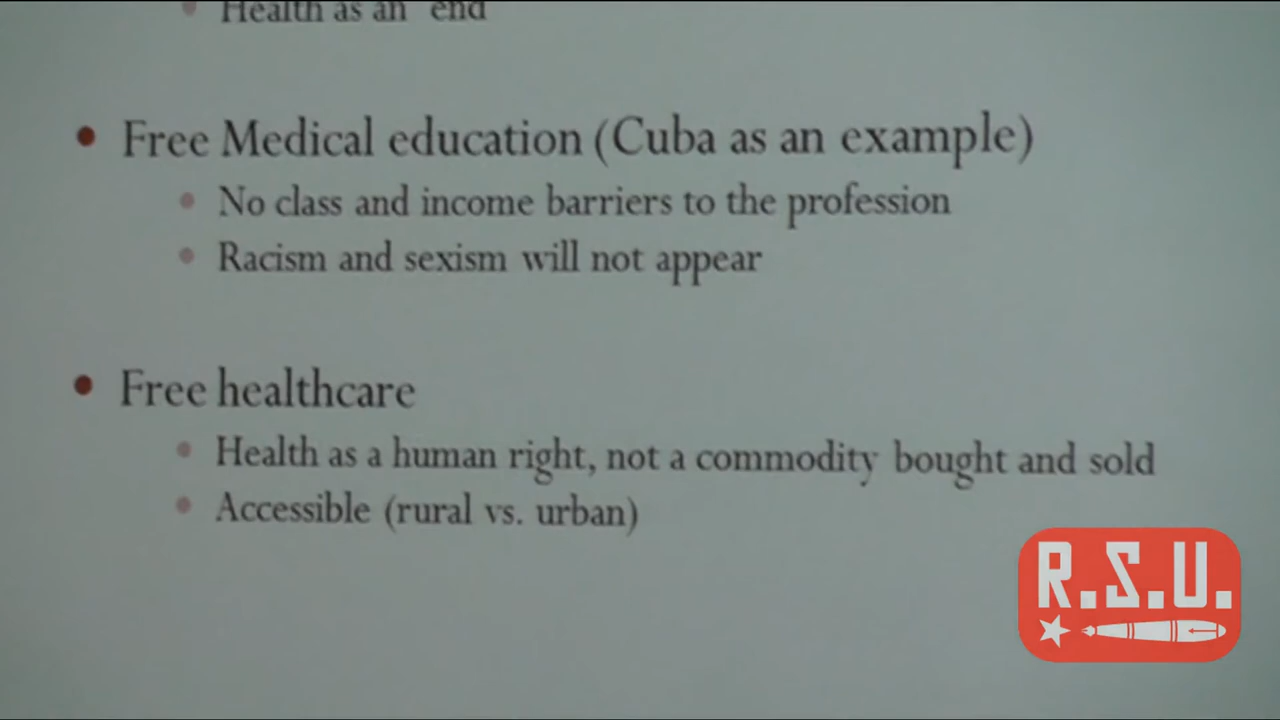 Health as an "end
Free Medical education (Cuba as an example)
No class and income barriers to the profession
Racism and sexism will not appear
Free healthcare
Health as a human right, not a commodity bought and sold
Accessible (rural vs. urban)
R.S.U.